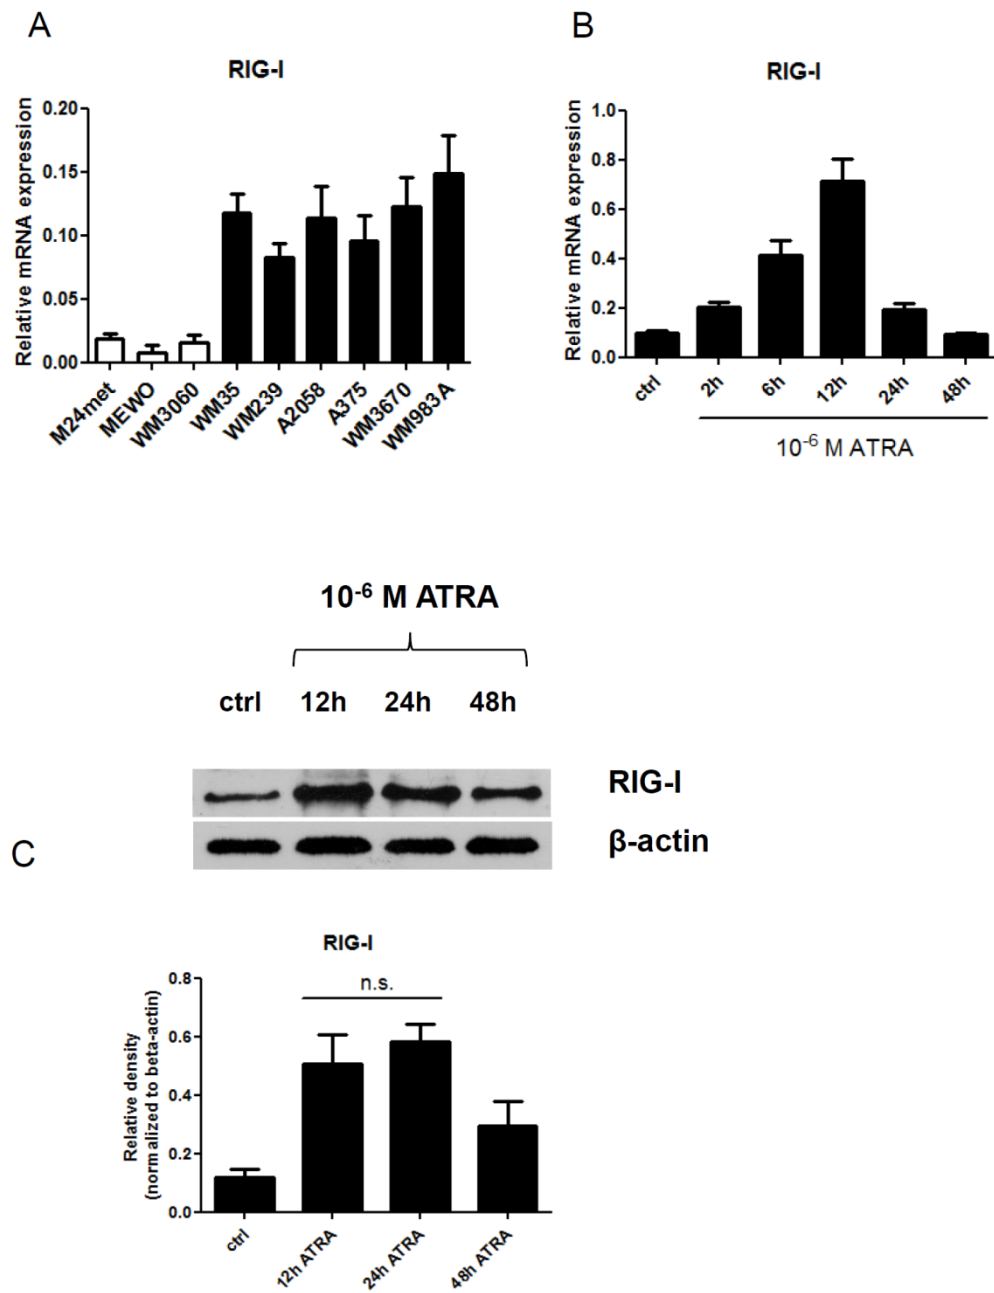 A
RIG-I
Relative mRNA expression
0.20
0.15
0.10
0.05
0.00
M24met
MEWO
WM3060
WM35
WM239
A2058
A375
WM3670
WM983A
B
RIG-I
Relative mRNA expression
1.0
0.8
0.6
0.4
0.2
0.0
ctrl
2h
6h
12h
24h
48h
10⁻⁶ M ATRA
10⁻⁶ M ATRA
ctrl 12h 24h 48h
RIG-I
β-actin
C
RIG-I
Relative density
(normalized to beta-actin)
0.8
0.6
0.4
0.2
0.0
n.s.
ctrl
12h ATRA
24h ATRA
48h ATRA